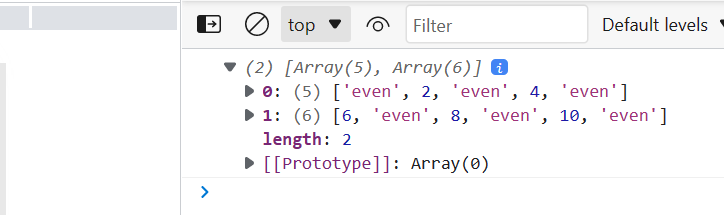 top Filter Default levels
(2) [Array(5), Array(6)] i
0: (5) ['even', 2, 'even', 4, 'even']
1: (6) [6, 'even', 8, 'even', 10, 'even']
length: 2
[[Prototype]]: Array(0)